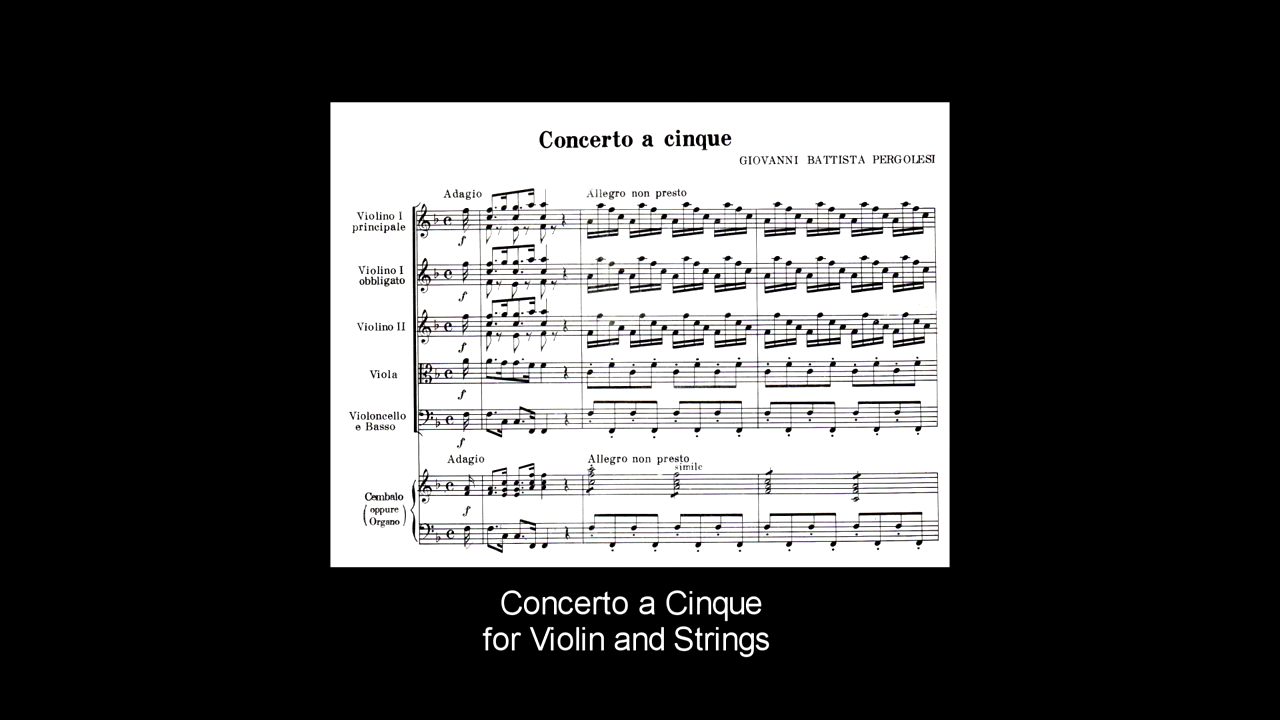 Concerto a cinque
GIOVANNI BATTISTA PERGOLESI
Adagio
Allegro non presto
Violino I
principale
f
Violino I
obbligato
f
Violino II
f
Viola
f
Violoncello
e Basso
f
Adagio
Allegro non presto
simile
Cembalo
(oppure
Organo)
f
Concerto a Cinque
for Violin and Strings